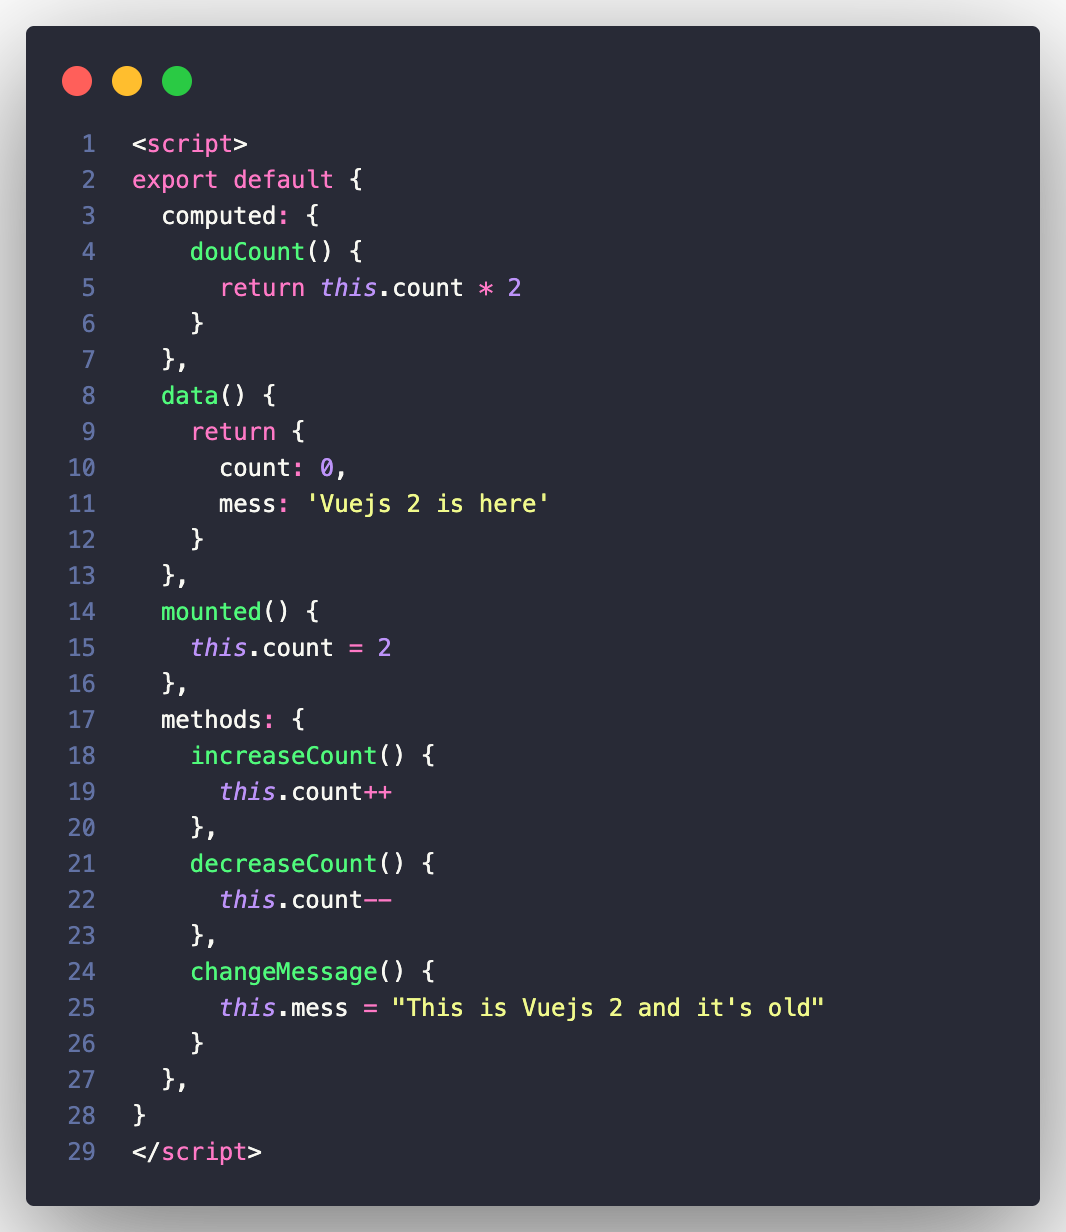 1 <script>
2 export default {
3   computed: {
4     douCount() {
5       return this.count * 2
6     }
7   },
8   data() {
9     return {
10       count: 0,
11       mess: 'Vuejs 2 is here'
12     }
13   },
14   mounted() {
15     this.count = 2
16   },
17   methods: {
18     increaseCount() {
19       this.count++
20     },
21     decreaseCount() {
22       this.count--
23     },
24     changeMessage() {
25       this.mess = "This is Vuejs 2 and it's old"
26     }
27   },
28 }
29 </script>